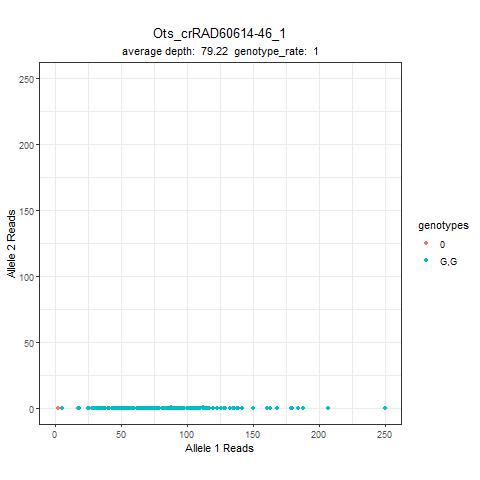 Ots_crRAD60614-46_1
average depth: 79.22 genotype_rate: 1
250
200
150
100
50
0
Allele 2 Reads
0 50 100 150 200 250
Allele 1 Reads
genotypes
0
G,G